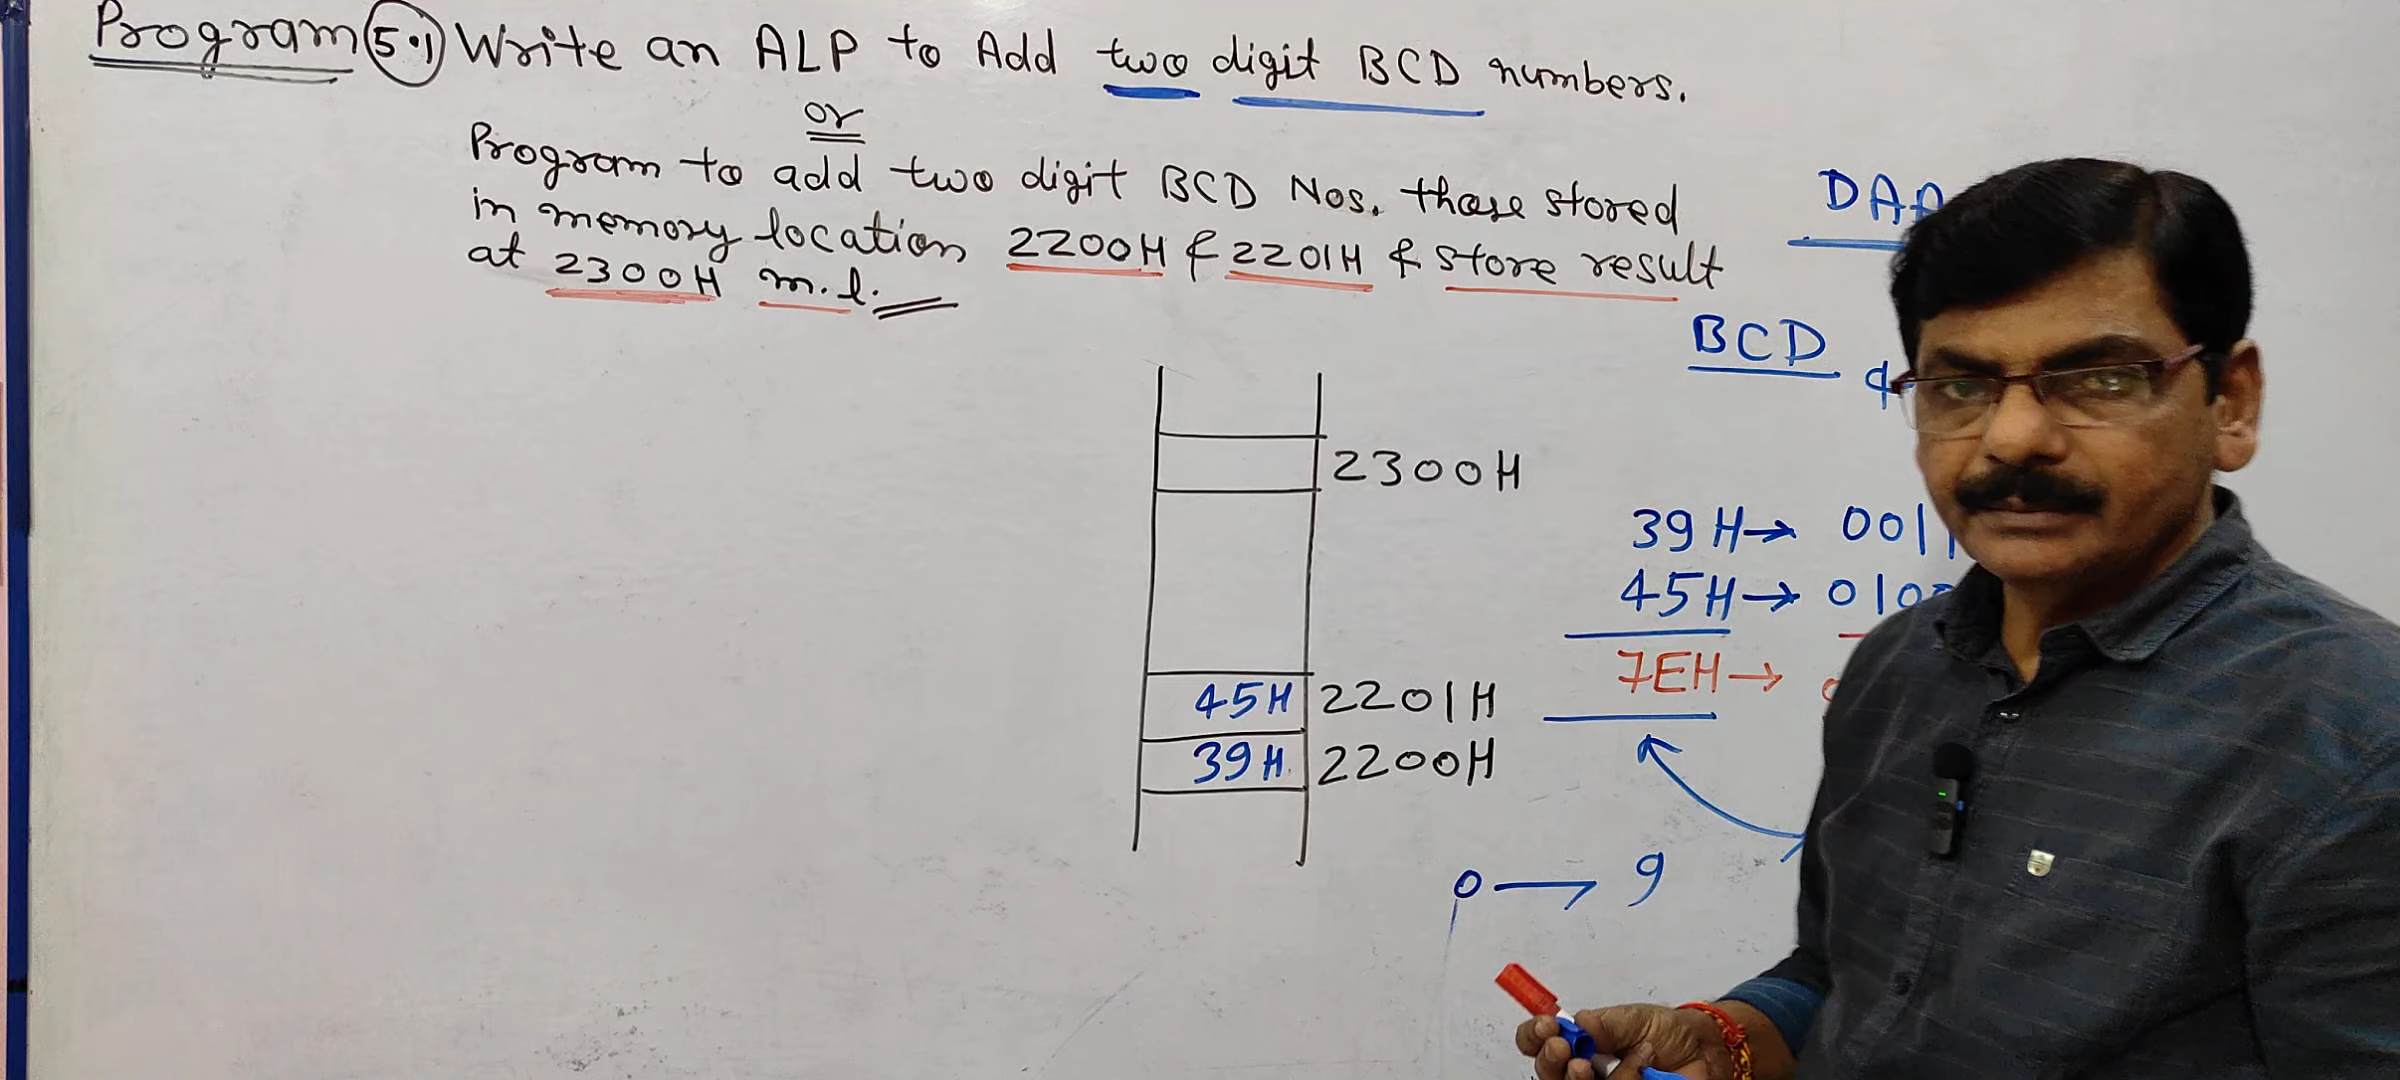 Program 5.1 Write an ALP to Add two digit BCD numbers.
or
Program to add two digit BCD Nos. those stored
in memory location 2200H & 2201H & store result
at 2300H m.l.
DAA
BCD
2300H
39H→ 001
45H→ 010
7EH→
45H 2201H
39H 2200H
0 → 9